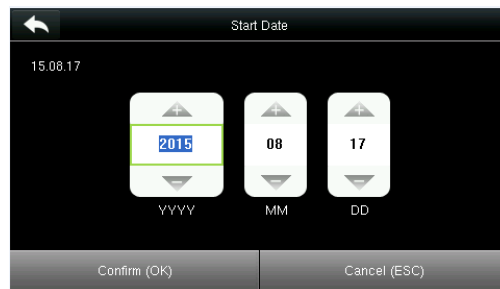 Start Date
15.08.17
2015 08 17
YYYY MM DD
Confirm (OK) Cancel (ESC)